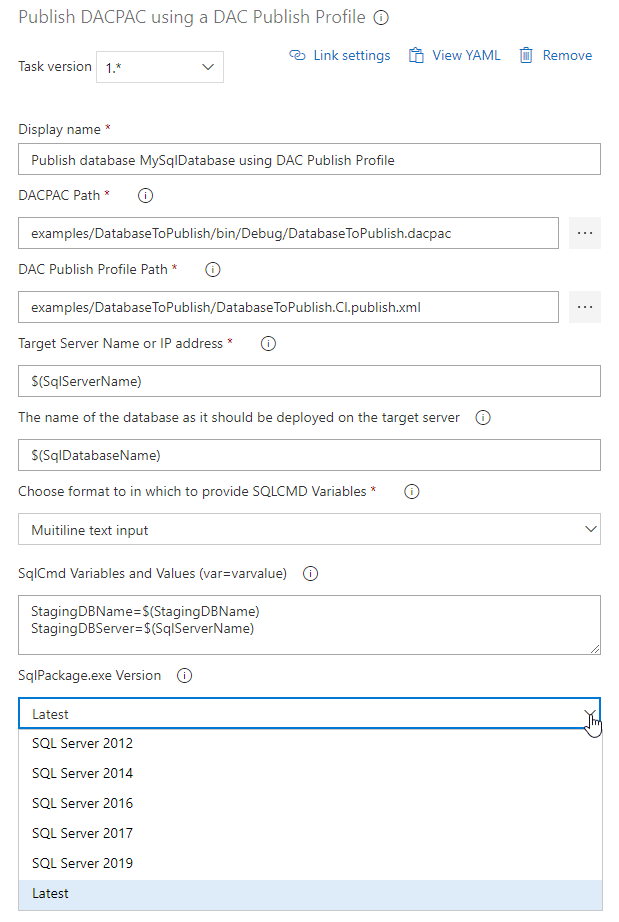 Publish DACPAC using a DAC Publish Profile
Task version 1.*
Link settings View YAML Remove
Display name *
Publish database MySqlDatabase using DAC Publish Profile
DACPAC Path *
examples/DatabaseToPublish/bin/Debug/DatabaseToPublish.dacpac
DAC Publish Profile Path *
examples/DatabaseToPublish/DatabaseToPublish.CI.publish.xml
Target Server Name or IP address *
$(SqlServerName)
The name of the database as it should be deployed on the target server
$(SqlDatabaseName)
Choose format to in which to provide SQLCMD Variables *
Muitiline text input
SqlCmd Variables and Values (var=varvalue)
StagingDBName=$(StagingDBName)
StagingDBServer=$(SqlServerName)
SqlPackage.exe Version
Latest
SQL Server 2012
SQL Server 2014
SQL Server 2016
SQL Server 2017
SQL Server 2019
Latest